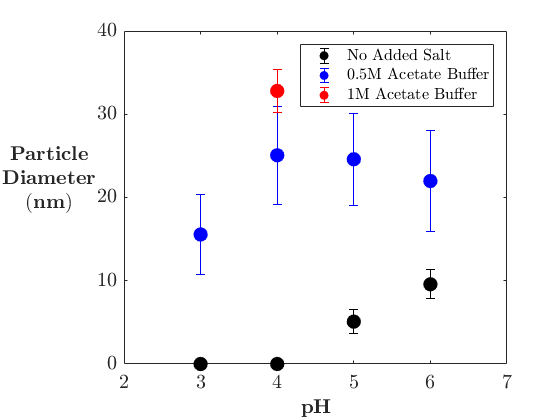 40
No Added Salt
0.5M Acetate Buffer
1M Acetate Buffer
30
Particle
Diameter
(nm)
20
10
0
2 3 4 5 6 7
pH